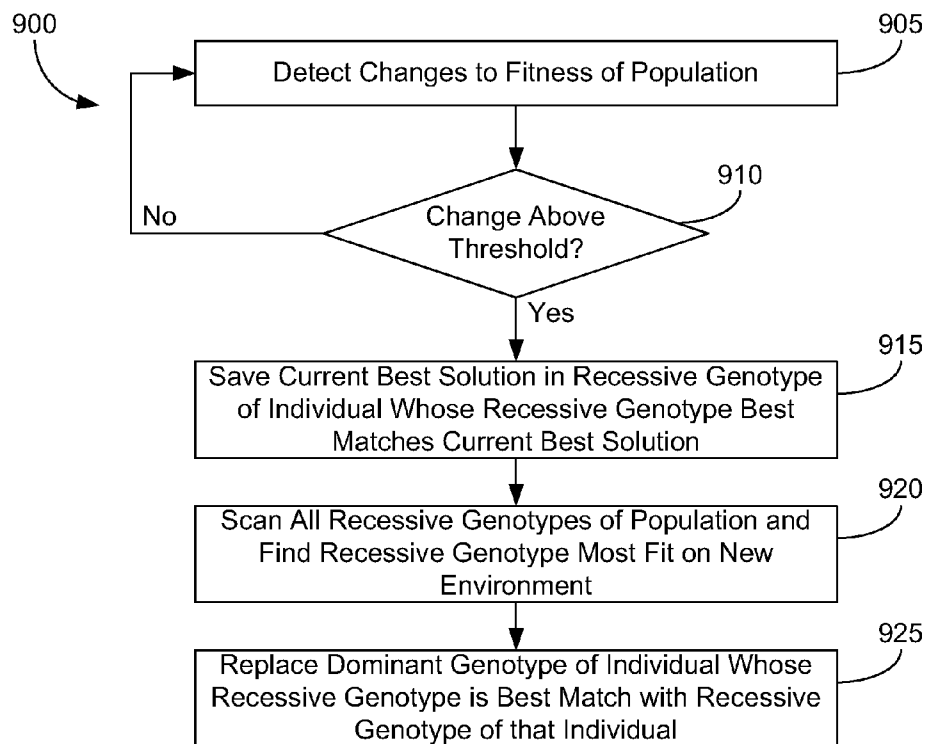 900
905
Detect Changes to Fitness of Population
910
Change Above
Threshold?
No
Yes
915
Save Current Best Solution in Recessive Genotype
of Individual Whose Recessive Genotype Best
Matches Current Best Solution
920
Scan All Recessive Genotypes of Population and
Find Recessive Genotype Most Fit on New
Environment
925
Replace Dominant Genotype of Individual Whose
Recessive Genotype is Best Match with Recessive
Genotype of that Individual